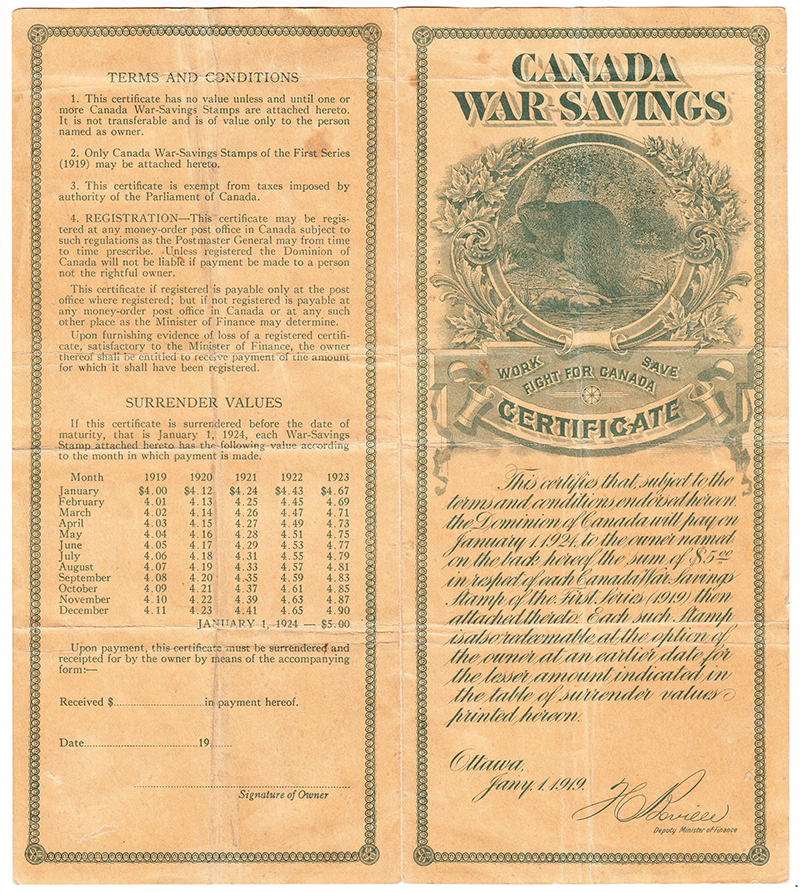 TERMS AND CONDITIONS
1. This certificate has no value unless and until one or
more Canada War-Savings Stamps are attached hereto.
It is not transferable and is of value only to the person
named as owner.
2. Only Canada War-Savings Stamps of the First Series
(1919) may be attached hereto.
3. This certificate is exempt from taxes imposed by
authority of the Parliament of Canada.
4. REGISTRATION—This certificate may be regis-
tered at any money-order post office in Canada subject to
such regulations as the Postmaster General may from time
to time prescribe. Unless registered the Dominion of
Canada will not be liable if payment be made to a person
not the rightful owner.
This certificate if registered is payable only at the post
office where registered; but if not registered is payable at
any money-order post office in Canada or at any such
other place as the Minister of Finance may determine.
Upon furnishing evidence of loss of a registered certifi-
cate, satisfactory to the Minister of Finance, the owner
thereof shall be entitled to receive payment of the amount
for which it shall have been registered.
SURRENDER VALUES
If this certificate is surrendered before the date of
maturity, that is January 1, 1924, each War-Savings
Stamp attached hereto has the following value according
to the month in which payment is made.
Month 1919 1920 1921 1922 1923
January $4.00 $4.12 $4.24 $4.43 $4.67
February 4.01 4.13 4.25 4.45 4.69
March 4.02 4.14 4.26 4.47 4.71
April 4.03 4.15 4.27 4.49 4.73
May 4.04 4.16 4.28 4.51 4.75
June 4.05 4.17 4.29 4.53 4.77
July 4.06 4.18 4.31 4.55 4.79
August 4.07 4.19 4.33 4.57 4.81
September 4.08 4.20 4.35 4.59 4.83
October 4.09 4.21 4.37 4.61 4.85
November 4.10 4.22 4.39 4.63 4.87
December 4.11 4.23 4.41 4.65 4.90
JANUARY 1, 1924 — $5.00
Upon payment, this certificate must be surrendered and
receipted for by the owner by means of the accompanying
form:—
Received $..........................in payment hereof.
Date.................................19.......
Signature of Owner
CANADA
WAR-SAVINGS
WORK SAVE
FIGHT FOR CANADA
CERTIFICATE
This certifies that, subject to the
terms and conditions endorsed hereon
the Dominion of Canada will pay on
January 1, 1924, to the owner named
on the back hereof the sum of $5.00
in respect of each Canada War-Savings
Stamp of the First Series (1919) then
attached thereto. Each such Stamp
is also redeemable at the option of
the owner at an earlier date for
the lesser amount indicated in
the table of surrender values
printed hereon.
Ottawa,
Jany. 1. 1919.
Deputy Minister of Finance